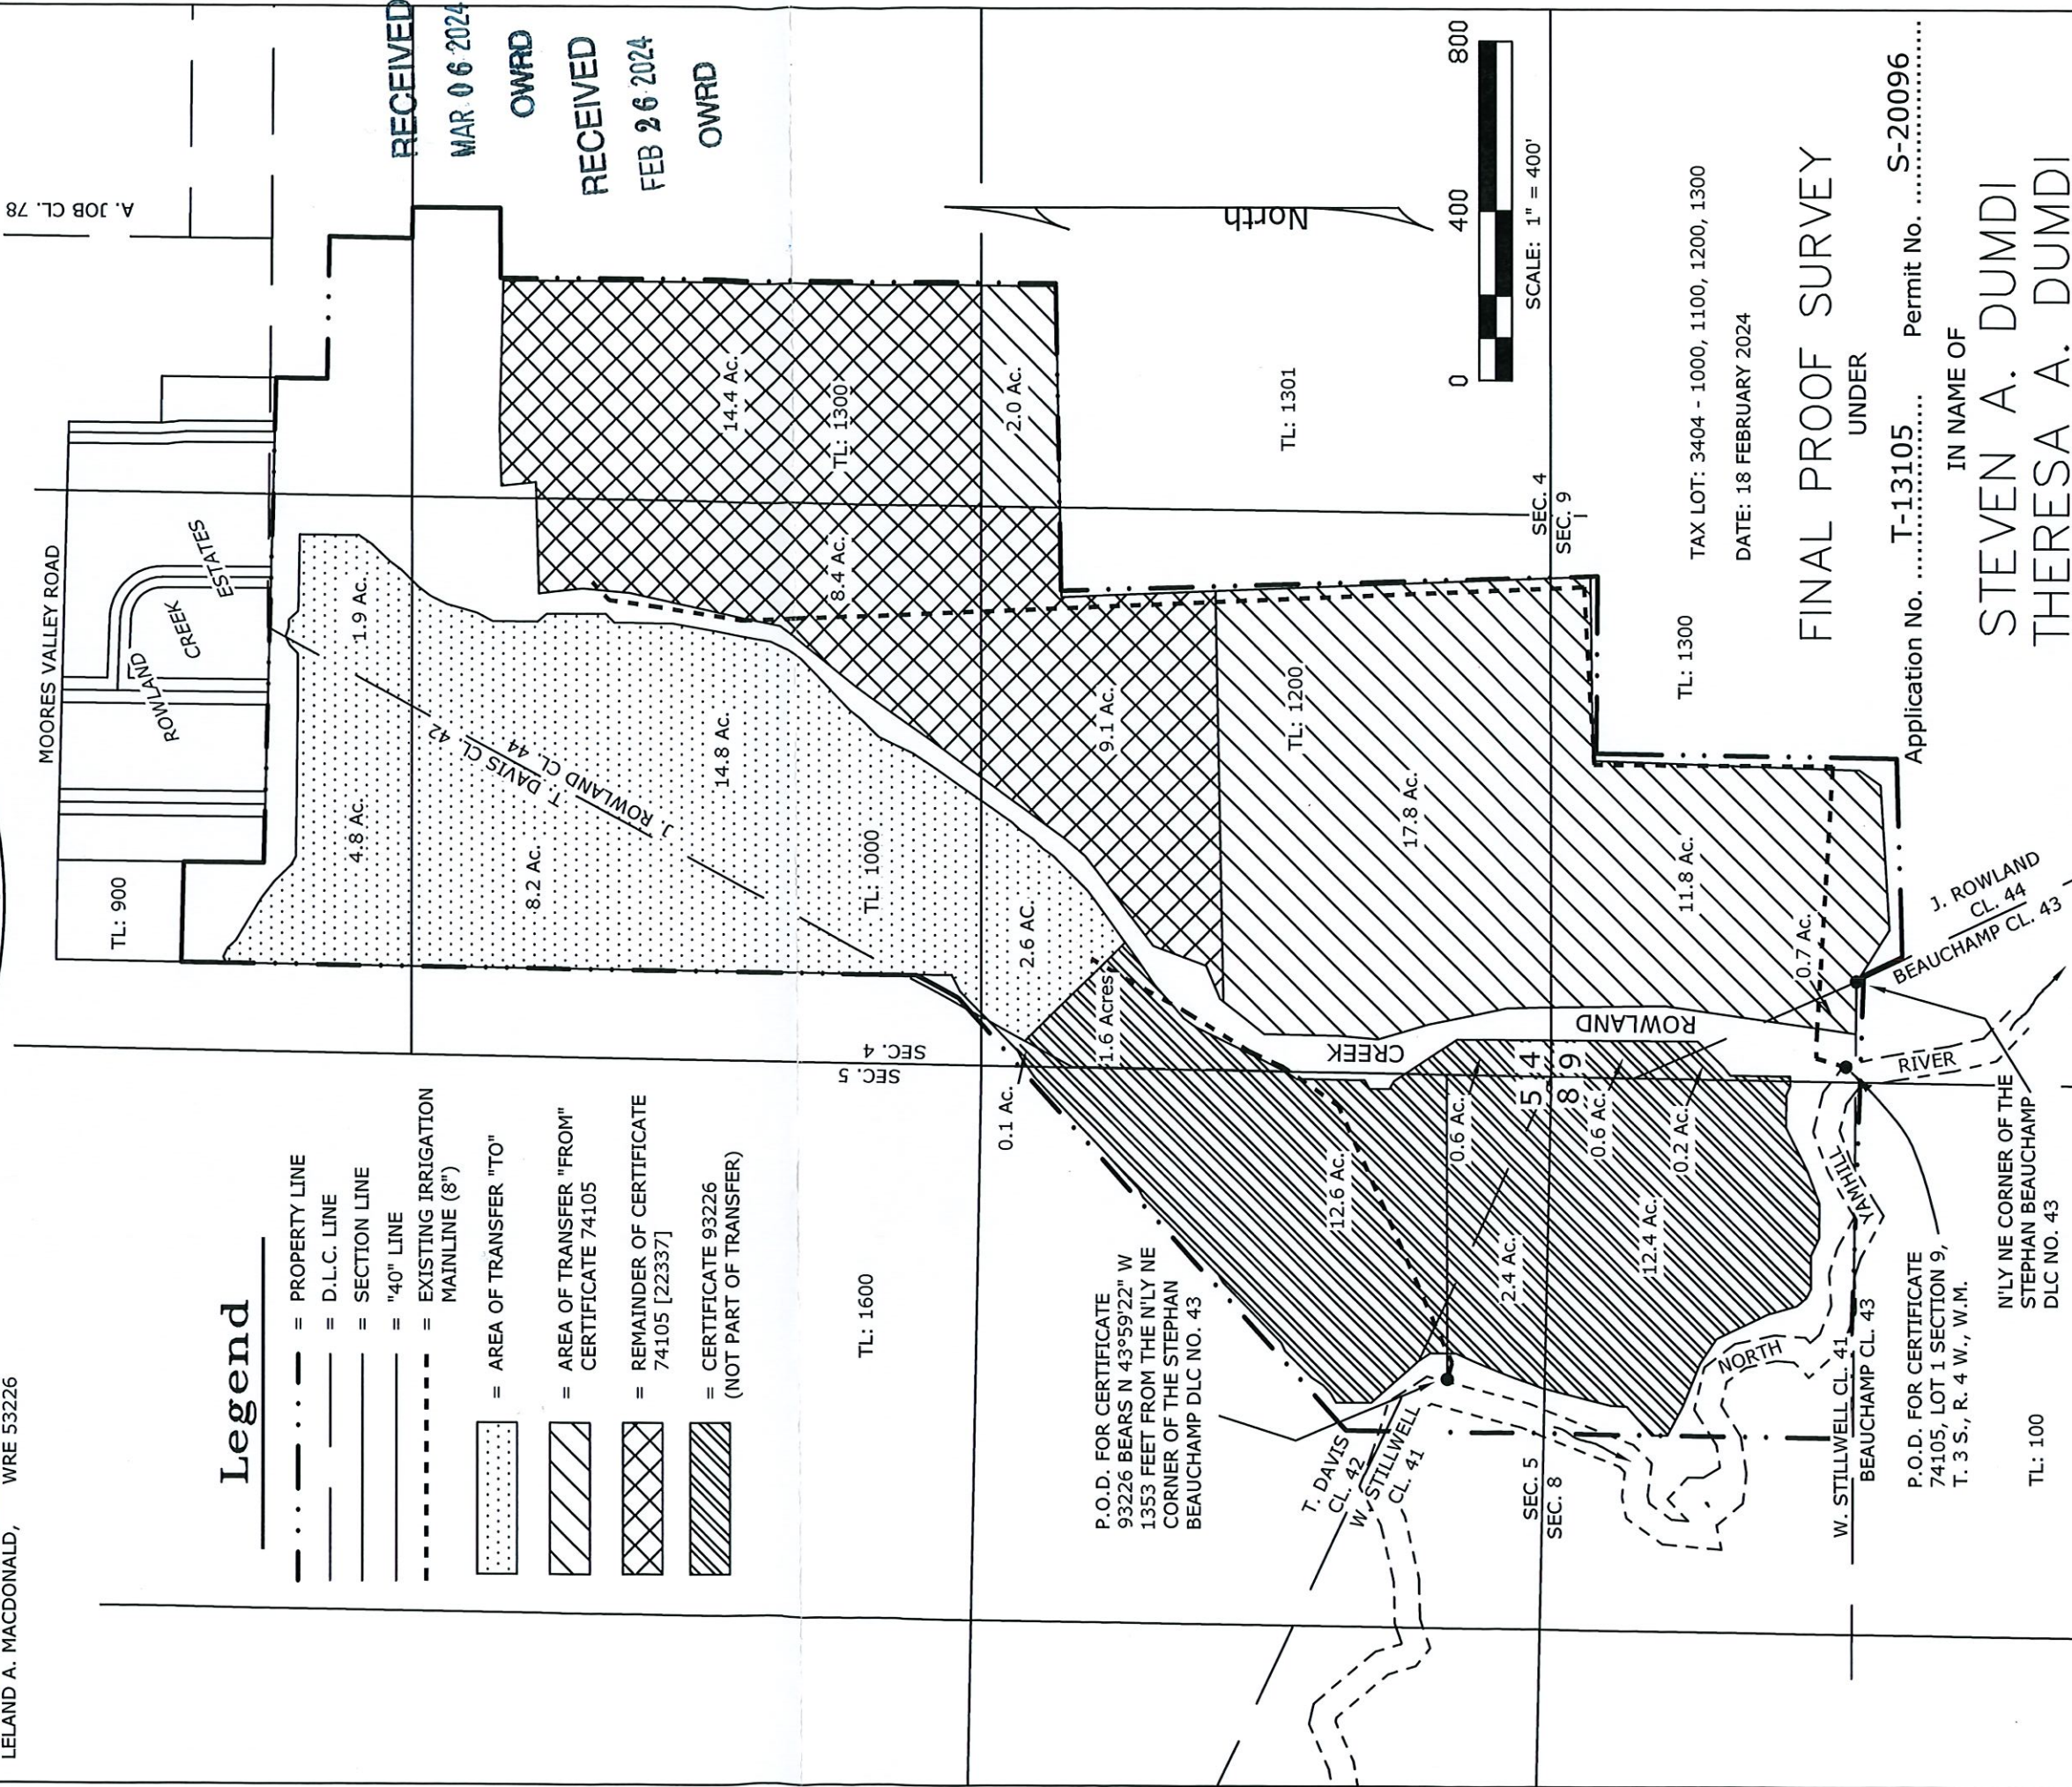 LELAND A. MACDONALD, WRE 53226
MOORES VALLEY ROAD
A. JOB CL. 78
RECEIVED
MAR 06 2024
OWRD
RECEIVED
FEB 26 2024
OWRD
TL: 900
ROWLAND
CREEK
ESTATES
1.9 Ac.
4.8 Ac.
8.2 Ac.
14.8 Ac.
T. DAVIS CL. 42
J. ROWLAND CL. 44
TL: 1000
2.6 AC.
14.4 Ac.
TL: 1300
8.4 Ac.
2.0 Ac.
9.1 Ac.
TL: 1200
17.8 Ac.
11.8 Ac.
0.7 Ac.
TL: 1301
North
0 400 800
SCALE: 1" = 400'
SEC. 4
SEC. 9
SEC. 4
SEC. 5
0.1 Ac.
1.6 Acres
CREEK
ROWLAND
12.6 Ac.
0.6 Ac.
5 4
8 9
0.6 Ac.
0.2 Ac.
2.4 Ac.
12.4 Ac.
Legend
= PROPERTY LINE
= D.L.C. LINE
= SECTION LINE
= "40" LINE
= EXISTING IRRIGATION
MAINLINE (8")
= AREA OF TRANSFER "TO"
= AREA OF TRANSFER "FROM"
CERTIFICATE 74105
= REMAINDER OF CERTIFICATE
74105 [22337]
= CERTIFICATE 93226
(NOT PART OF TRANSFER)
TL: 1600
P.O.D. FOR CERTIFICATE
93226 BEARS N 43°59'22" W
1353 FEET FROM THE N'LY NE
CORNER OF THE STEPHAN
BEAUCHAMP DLC NO. 43
T. DAVIS
CL. 42
W. STILLWELL
CL. 41
SEC. 5
SEC. 8
NORTH
YAMHILL
RIVER
W. STILLWELL CL. 41
BEAUCHAMP CL. 43
P.O.D. FOR CERTIFICATE
74105, LOT 1 SECTION 9,
T. 3 S., R. 4 W., W.M.
N'LY NE CORNER OF THE
STEPHAN BEAUCHAMP
DLC NO. 43
TL: 100
J. ROWLAND
CL. 44
BEAUCHAMP CL. 43
TL: 1300
TAX LOT: 3404 - 1000, 1100, 1200, 1300
DATE: 18 FEBRUARY 2024
FINAL PROOF SURVEY
UNDER
Application No. T-13105 Permit No. S-20096
IN NAME OF
STEVEN A. DUMDI
THERESA A. DUMDI